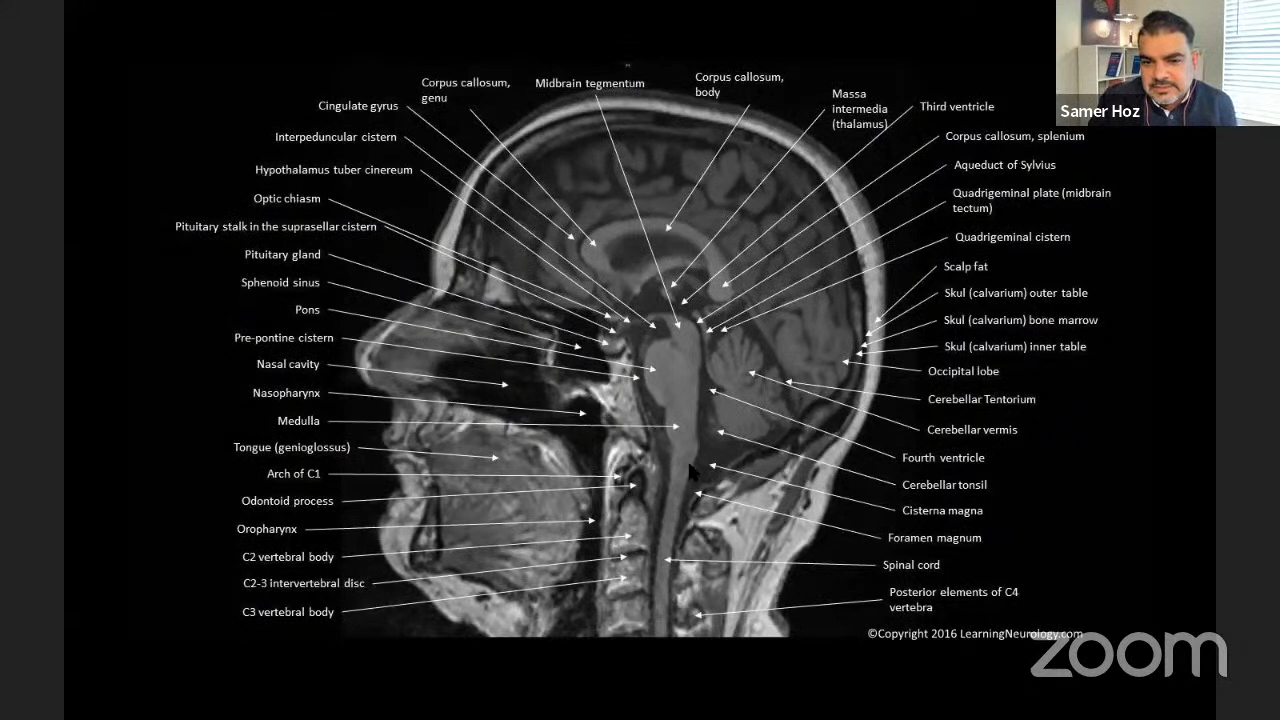 Samer Hoz
Corpus callosum,
genu
Midbrain tegmentum
Corpus callosum,
body
Massa
intermedia
(thalamus)
Third ventricle
Cingulate gyrus
Interpeduncular cistern
Hypothalamus tuber cinereum
Optic chiasm
Pituitary stalk in the suprasellar cistern
Pituitary gland
Sphenoid sinus
Pons
Pre-pontine cistern
Nasal cavity
Nasopharynx
Medulla
Tongue (genioglossus)
Arch of C1
Odontoid process
Oropharynx
C2 vertebral body
C2-3 intervertebral disc
C3 vertebral body
Corpus callosum, splenium
Aqueduct of Sylvius
Quadrigeminal plate (midbrain
tectum)
Quadrigeminal cistern
Scalp fat
Skul (calvarium) outer table
Skul (calvarium) bone marrow
Skul (calvarium) inner table
Occipital lobe
Cerebellar Tentorium
Cerebellar vermis
Fourth ventricle
Cerebellar tonsil
Cisterna magna
Foramen magnum
Spinal cord
Posterior elements of C4
vertebra
©Copyright 2016 LearningNeurology.com
zoom